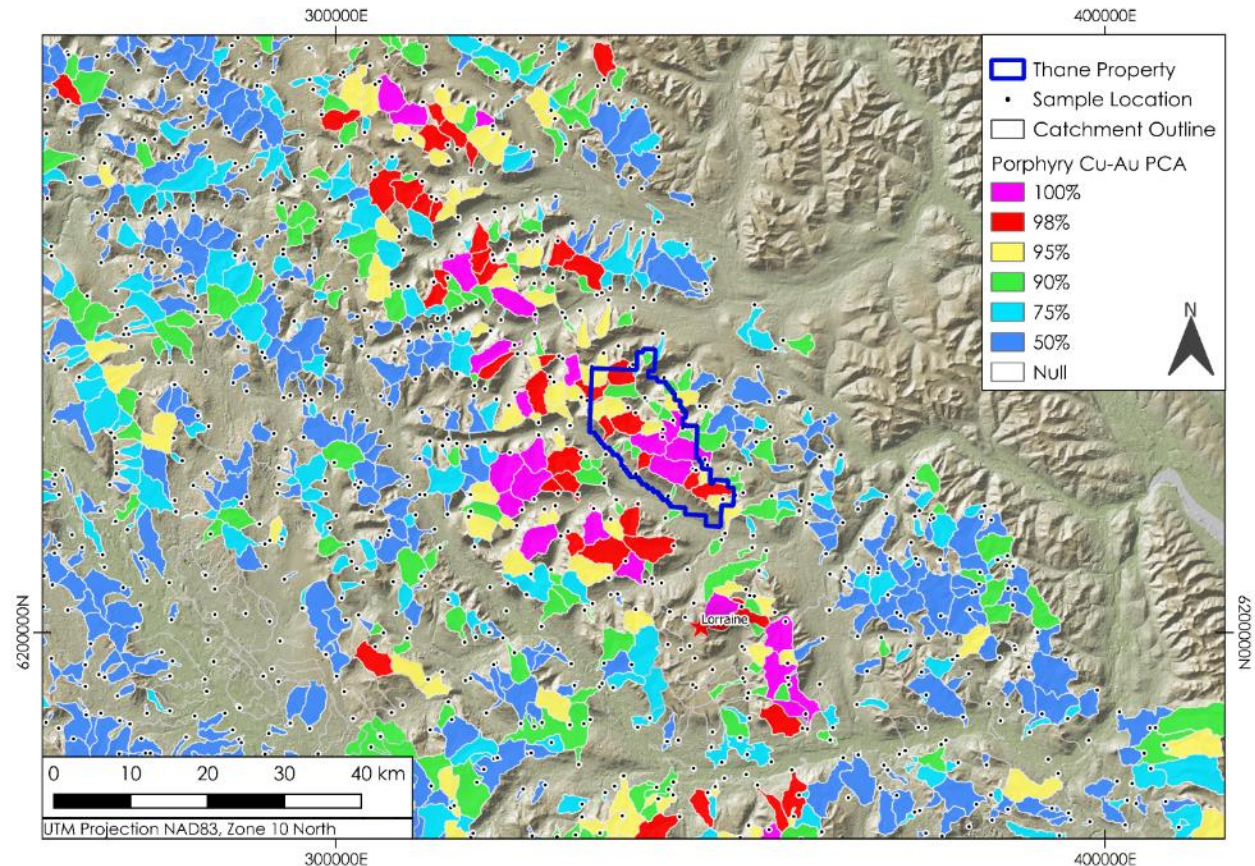 300000E
400000E
Thane Property
Sample Location
Catchment Outline
Porphyry Cu-Au PCA
100%
98%
95%
90%
75%
50%
Null
N
Lorraine
6200000N
6200000N
0 10 20 30 40 km
UTM Projection NAD83, Zone 10 North
300000E
400000E